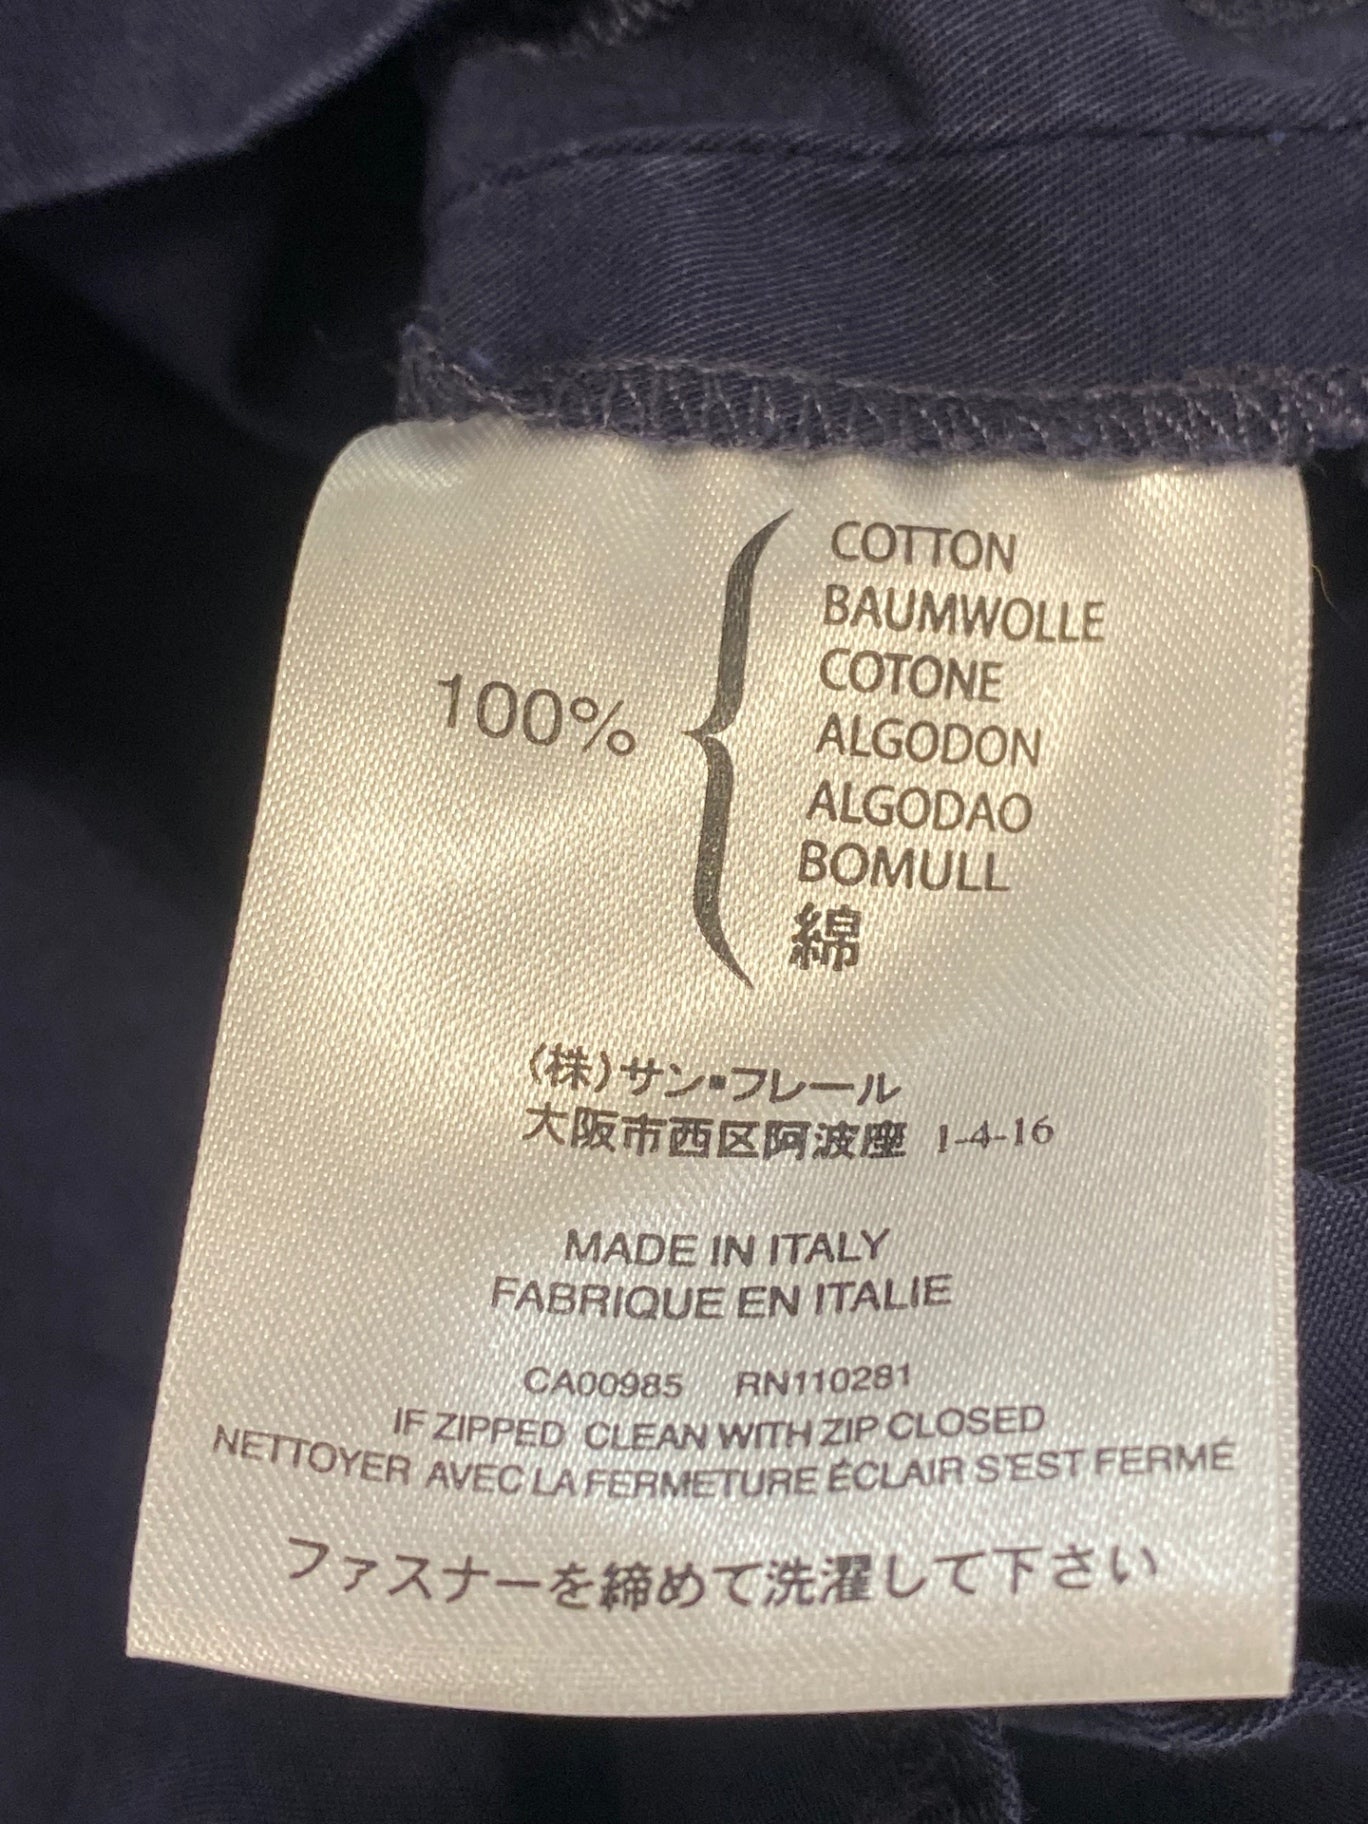 100%
COTTON
BAUMWOLLE
COTONE
ALGODON
ALGODAO
BOMULL
綿
(株)サン・フレール
大阪市西区阿波座 1-4-16
MADE IN ITALY
FABRIQUE EN ITALIE
CA00985 RN110281
IF ZIPPED CLEAN WITH ZIP CLOSED
NETTOYER AVEC LA FERMETURE ÉCLAIR S'EST FERMÉ
ファスナーを締めて洗濯して下さい